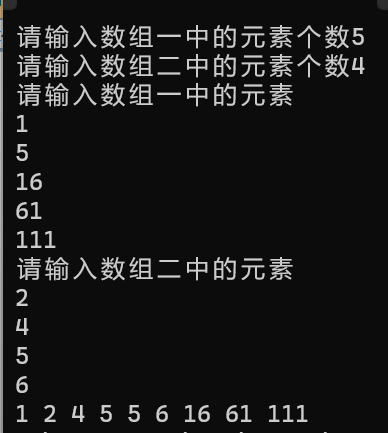 请输入数组一中的元素个数5
请输入数组二中的元素个数4
请输入数组一中的元素
1
5
16
61
111
请输入数组二中的元素
2
4
5
6
1 2 4 5 5 6 16 61 111